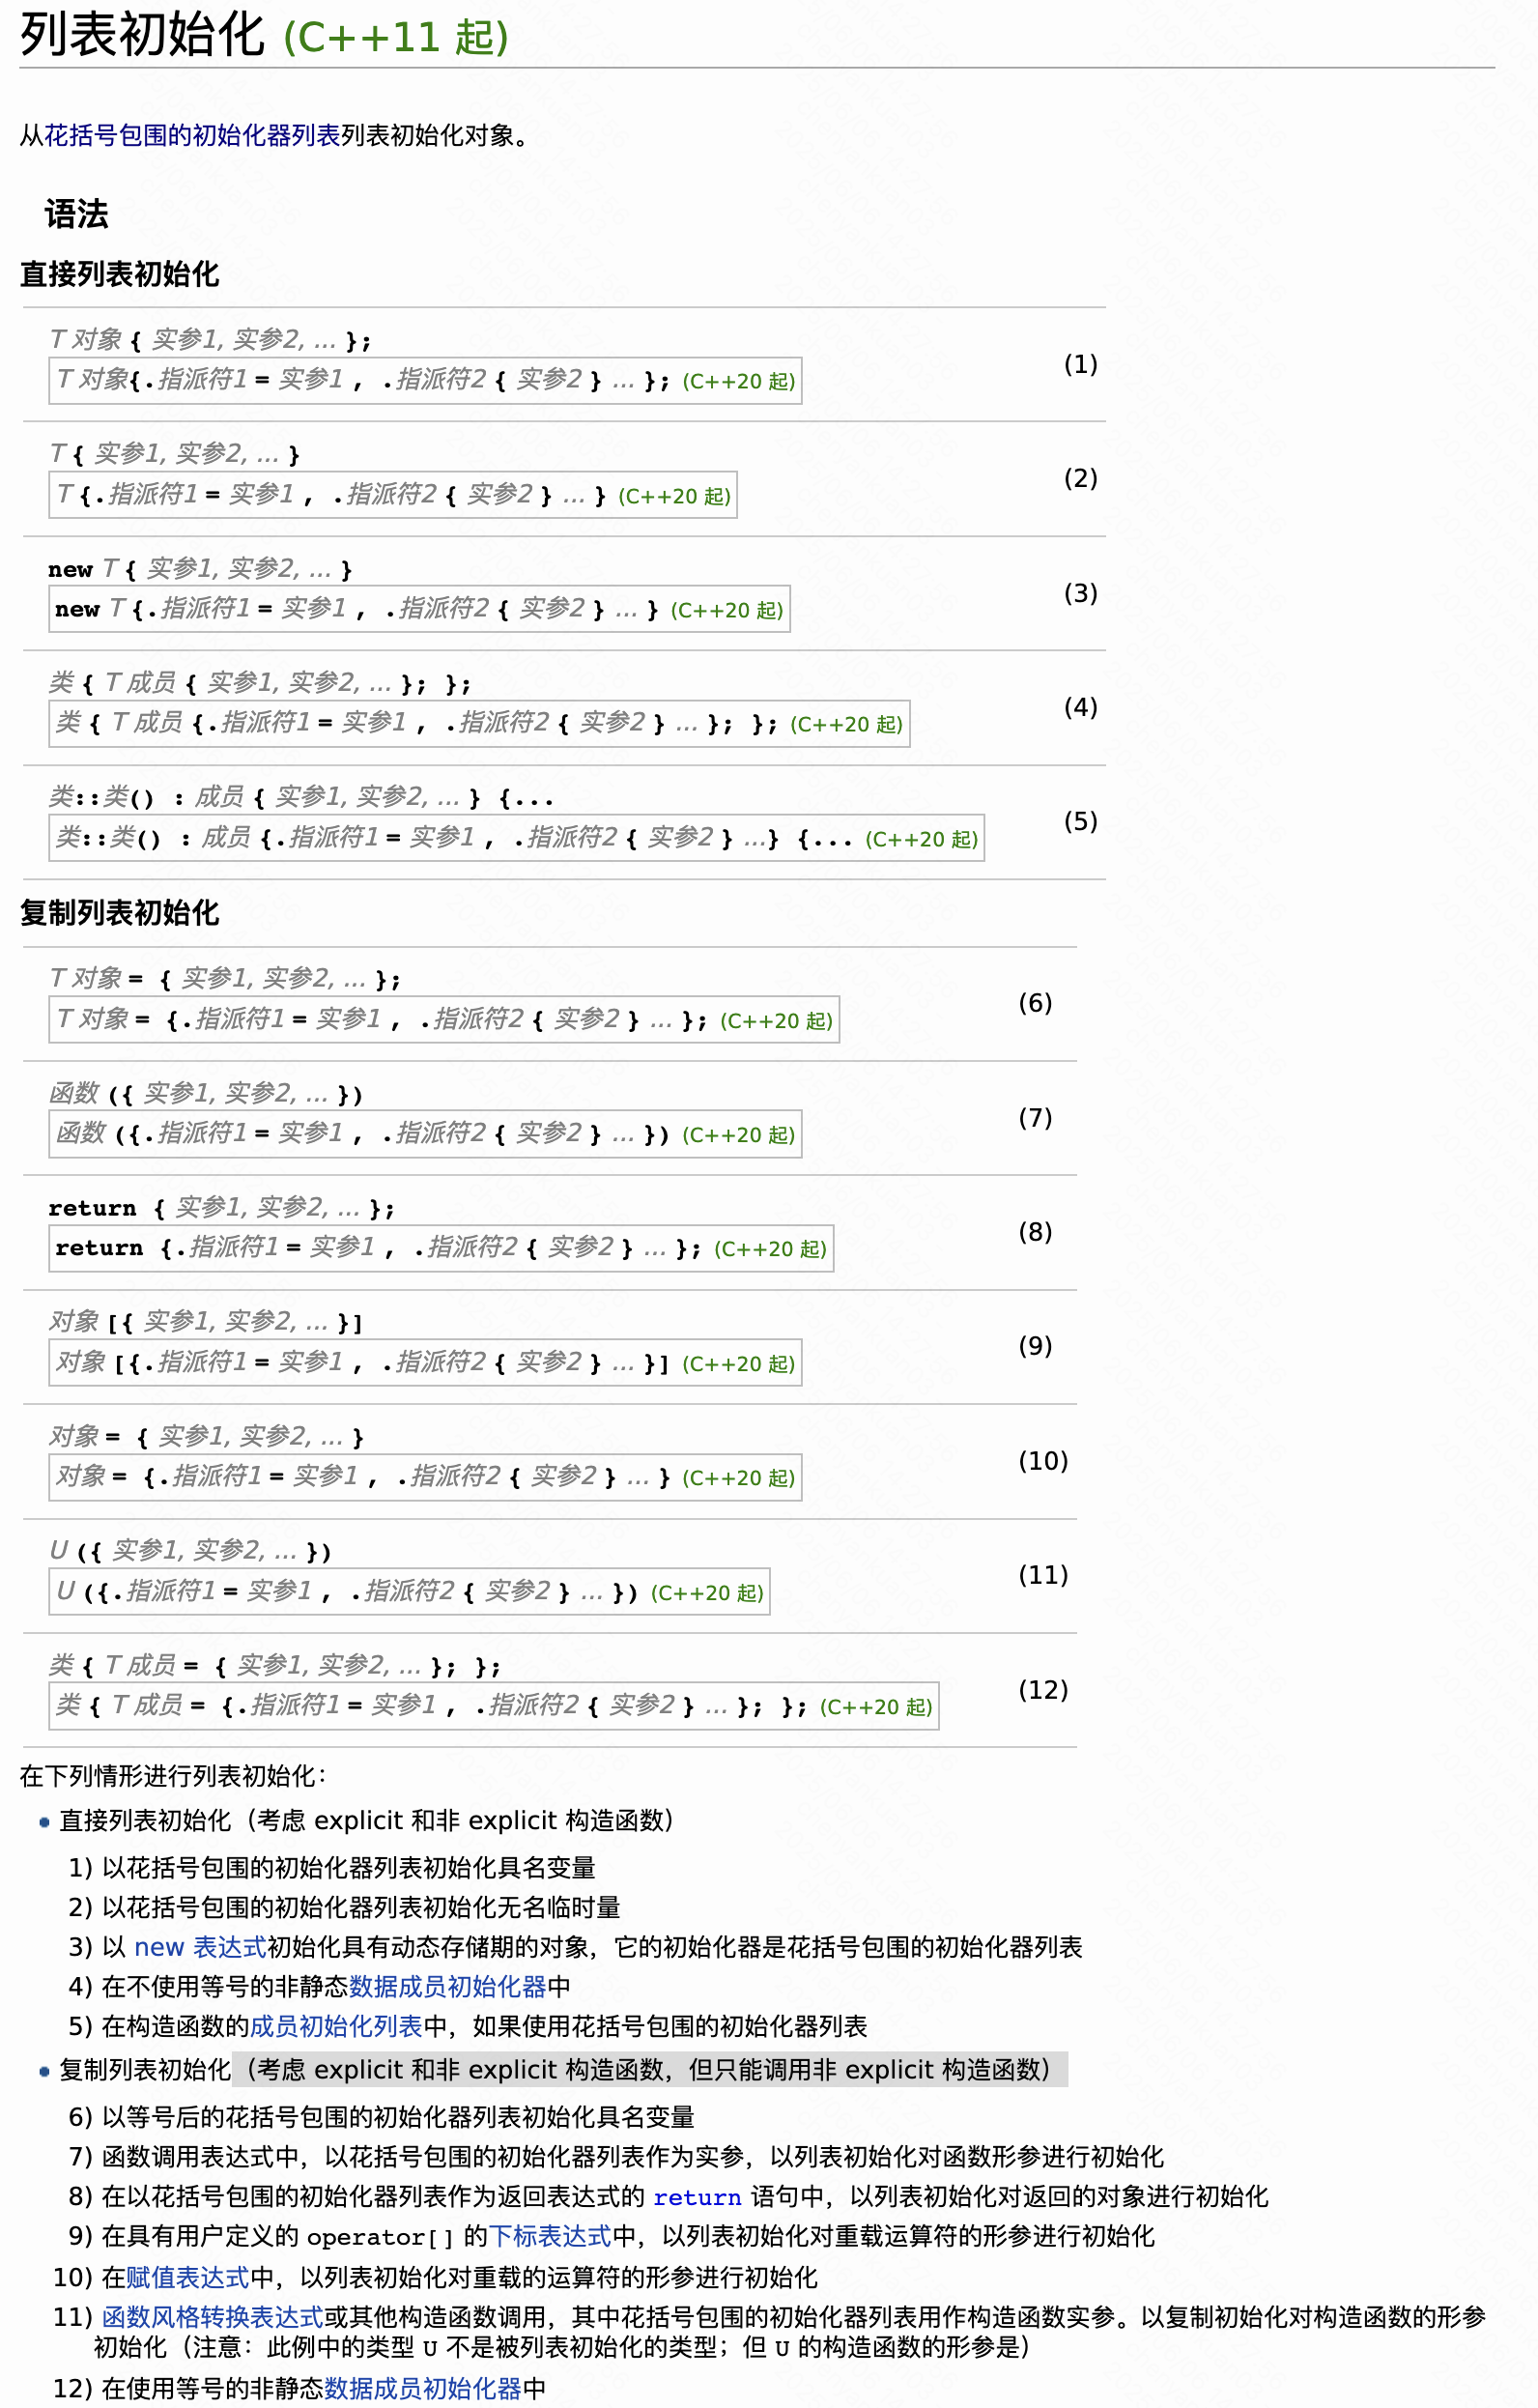 列表初始化 (C++11 起)
从花括号包围的初始化器列表列表初始化对象。
语法
直接列表初始化
T 对象 { 实参1, 实参2, ... };
T 对象{.指派符1 = 实参1 , .指派符2 { 实参2 } ... }; (C++20 起)
(1)
T { 实参1, 实参2, ... }
T {.指派符1 = 实参1 , .指派符2 { 实参2 } ... } (C++20 起)
(2)
new T { 实参1, 实参2, ... }
new T {.指派符1 = 实参1 , .指派符2 { 实参2 } ... } (C++20 起)
(3)
类 { T 成员 { 实参1, 实参2, ... }; };
类 { T 成员 {.指派符1 = 实参1 , .指派符2 { 实参2 } ... }; }; (C++20 起)
(4)
类::类() : 成员 { 实参1, 实参2, ... } {...
类::类() : 成员 {.指派符1 = 实参1 , .指派符2 { 实参2 } ...} {... (C++20 起)
(5)
复制列表初始化
T 对象 = { 实参1, 实参2, ... };
T 对象 = {.指派符1 = 实参1 , .指派符2 { 实参2 } ... }; (C++20 起)
(6)
函数 ({ 实参1, 实参2, ... })
函数 ({.指派符1 = 实参1 , .指派符2 { 实参2 } ... }) (C++20 起)
(7)
return { 实参1, 实参2, ... };
return {.指派符1 = 实参1 , .指派符2 { 实参2 } ... }; (C++20 起)
(8)
对象 [{ 实参1, 实参2, ... }]
对象 [{.指派符1 = 实参1 , .指派符2 { 实参2 } ... }] (C++20 起)
(9)
对象 = { 实参1, 实参2, ... }
对象 = {.指派符1 = 实参1 , .指派符2 { 实参2 } ... } (C++20 起)
(10)
U ({ 实参1, 实参2, ... })
U ({.指派符1 = 实参1 , .指派符2 { 实参2 } ... }) (C++20 起)
(11)
类 { T 成员 = { 实参1, 实参2, ... }; };
类 { T 成员 = {.指派符1 = 实参1 , .指派符2 { 实参2 } ... }; }; (C++20 起)
(12)
在下列情形进行列表初始化：
• 直接列表初始化（考虑 explicit 和非 explicit 构造函数）
1) 以花括号包围的初始化器列表初始化具名变量
2) 以花括号包围的初始化器列表初始化无名临时量
3) 以 new 表达式初始化具有动态存储期的对象，它的初始化器是花括号包围的初始化器列表
4) 在不使用等号的非静态数据成员初始化器中
5) 在构造函数的成员初始化列表中，如果使用花括号包围的初始化器列表
• 复制列表初始化（考虑 explicit 和非 explicit 构造函数，但只能调用非 explicit 构造函数）
6) 以等号后的花括号包围的初始化器列表初始化具名变量
7) 函数调用表达式中，以花括号包围的初始化器列表作为实参，以列表初始化对函数形参进行初始化
8) 在以花括号包围的初始化器列表作为返回表达式的 return 语句中，以列表初始化对返回的对象进行初始化
9) 在具有用户定义的 operator[] 的下标表达式中，以列表初始化对重载运算符的形参进行初始化
10) 在赋值表达式中，以列表初始化对重载的运算符的形参进行初始化
11) 函数风格转换表达式或其他构造函数调用，其中花括号包围的初始化器列表用作构造函数实参。以复制初始化对构造函数的形参
初始化（注意：此例中的类型 U 不是被列表初始化的类型；但 U 的构造函数的形参是）
12) 在使用等号的非静态数据成员初始化器中